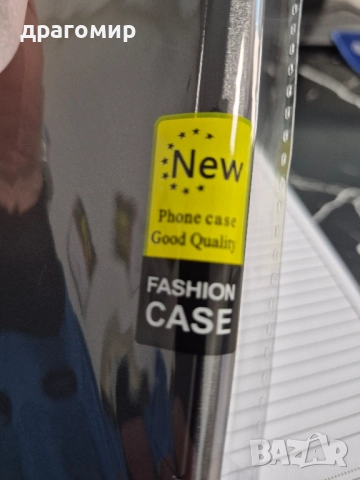 драгомир
New
Phone case
Good Quality
FASHION
CASE
BAZAR